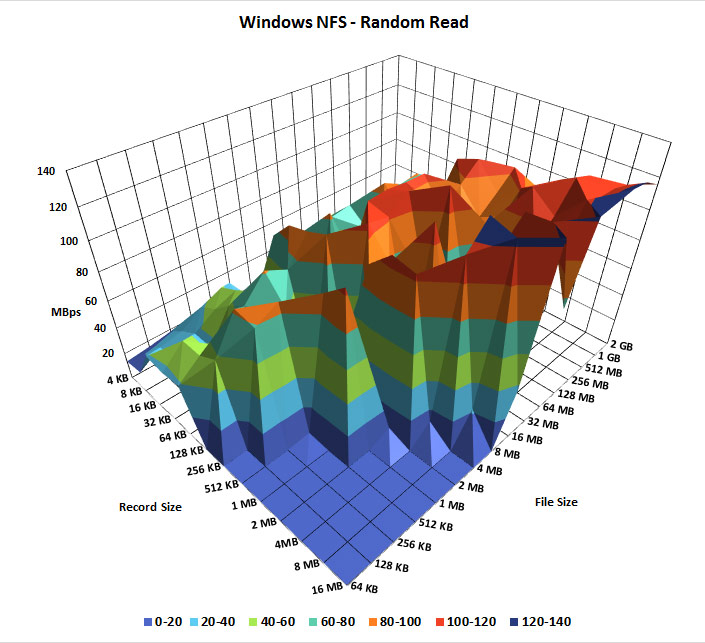 Windows NFS - Random Read
140
120
100
80
60
40
20
MBps
4 KB
8 KB
16 KB
32 KB
64 KB
128 KB
256 KB
512 KB
1 MB
2 MB
4MB
8 MB
16 MB
Record Size
64 KB
128 KB
256 KB
512 KB
1 MB
2 MB
4 MB
8 MB
16 MB
32 MB
64 MB
128 MB
256 MB
512 MB
1 GB
2 GB
File Size
0-20 20-40 40-60 60-80 80-100 100-120 120-140